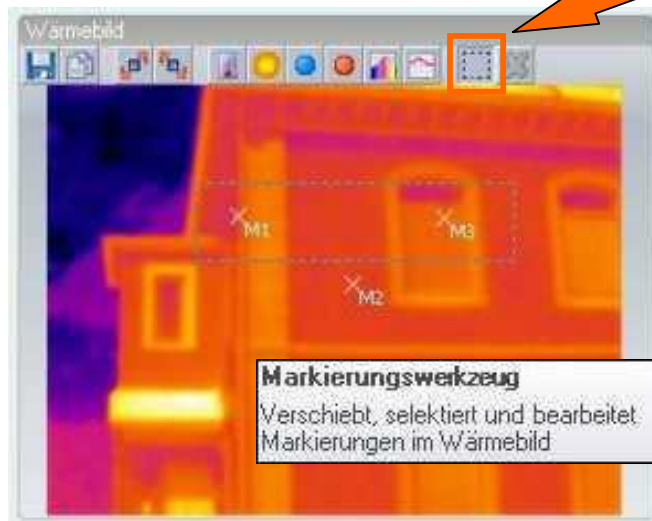 Wärmebild
M1
M3
M2
Markierungswerkzeug
Verschiebt, selektiert und bearbeitet
Markierungen im Wärmebild